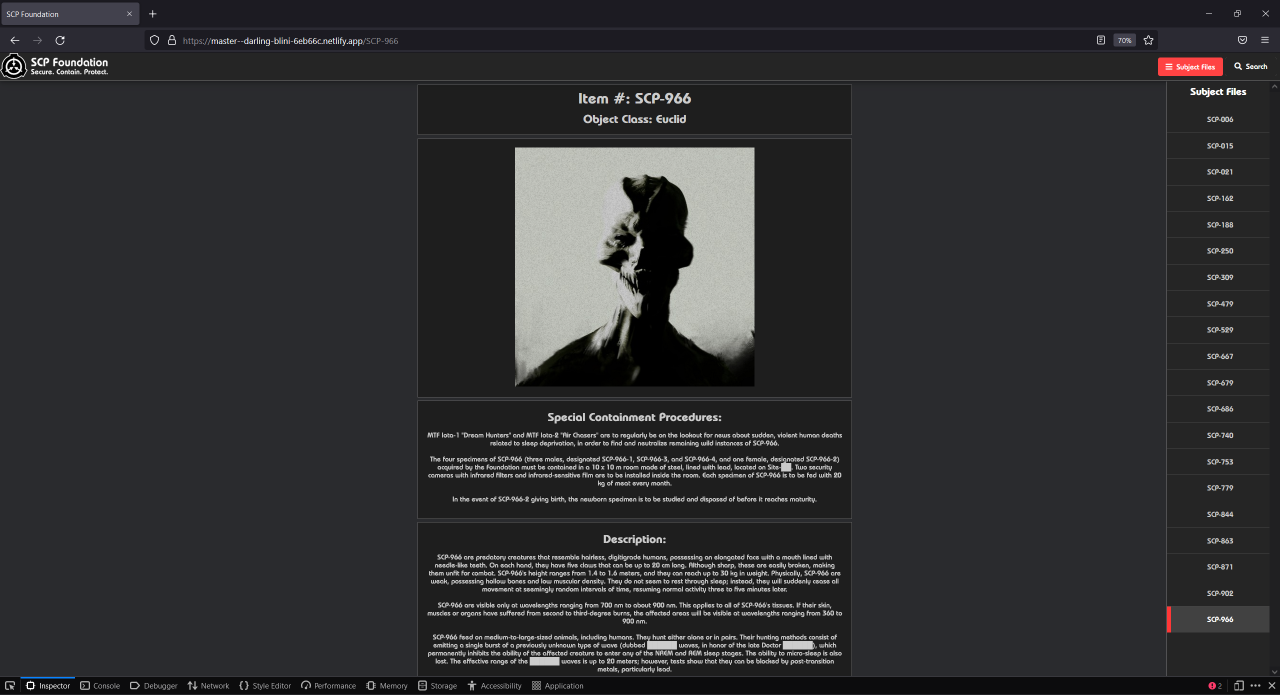 SCP Foundation
https://master--darling-blini-6eb66c.netlify.app/SCP-966
70%
SCP Foundation
Secure. Contain. Protect.
Subject Files
Search
Item #: SCP-966
Object Class: Euclid
Special Containment Procedures:
MTF Iota-1 "Dream Hunters" and MTF Iota-2 "Air Chasers" are to regularly be on the lookout for news about sudden, violent human deaths
related to sleep deprivation, in order to find and neutralize remaining wild instances of SCP-966.
The four specimens of SCP-966 (three males, designated SCP-966-1, SCP-966-3, and SCP-966-4, and one female, designated SCP-966-2)
acquired by the Foundation must be contained in a 10 x 10 m room made of steel, lined with lead, located on Site-██. Two security
cameras with infrared filters and infrared-sensitive film are to be installed inside the room. Each specimen of SCP-966 is to be fed with 20
kg of meat every month.
In the event of SCP-966-2 giving birth, the newborn specimen is to be studied and disposed of before it reaches maturity.
Description:
SCP-966 are predatory creatures that resemble hairless, digitigrade humans, possessing an elongated face with a mouth lined with
needle-like teeth. On each hand, they have five claws that can be up to 20 cm long. Although sharp, these are easily broken, making
them unfit for combat. SCP-966's height ranges from 1.4 to 1.6 meters, and they can reach up to 30 kg in weight. Physically, SCP-966 are
weak, possessing hollow bones and low muscular density. They do not seem to rest through sleep; instead, they will suddenly cease all
movement at seemingly random intervals of time, resuming normal activity three to five minutes later.
SCP-966 are visible only at wavelengths ranging from 700 nm to about 900 nm. This applies to all of SCP-966's tissues. If their skin,
muscles or organs have suffered from second to third-degree burns, the affected areas will be visible at wavelengths ranging from 360 to
900 nm.
SCP-966 feed on medium-to-large-sized animals, including humans. They hunt either alone or in pairs. Their hunting methods consist of
emitting a single burst of a previously unknown type of wave (dubbed ██████ waves, in honor of the late Doctor ██████), which
permanently inhibits the ability of the affected creature to enter any of the NREM and REM sleep stages. The ability to micro-sleep is also
lost. The effective range of the ██████ waves is up to 20 meters; however, tests show that they can be blocked by post-transition
metals, particularly lead.
Subject Files
SCP-006
SCP-015
SCP-021
SCP-162
SCP-188
SCP-250
SCP-309
SCP-479
SCP-529
SCP-667
SCP-679
SCP-686
SCP-740
SCP-753
SCP-779
SCP-844
SCP-863
SCP-871
SCP-902
SCP-966
Inspector
Console
Debugger
Network
Style Editor
Performance
Memory
Storage
Accessibility
Application
2